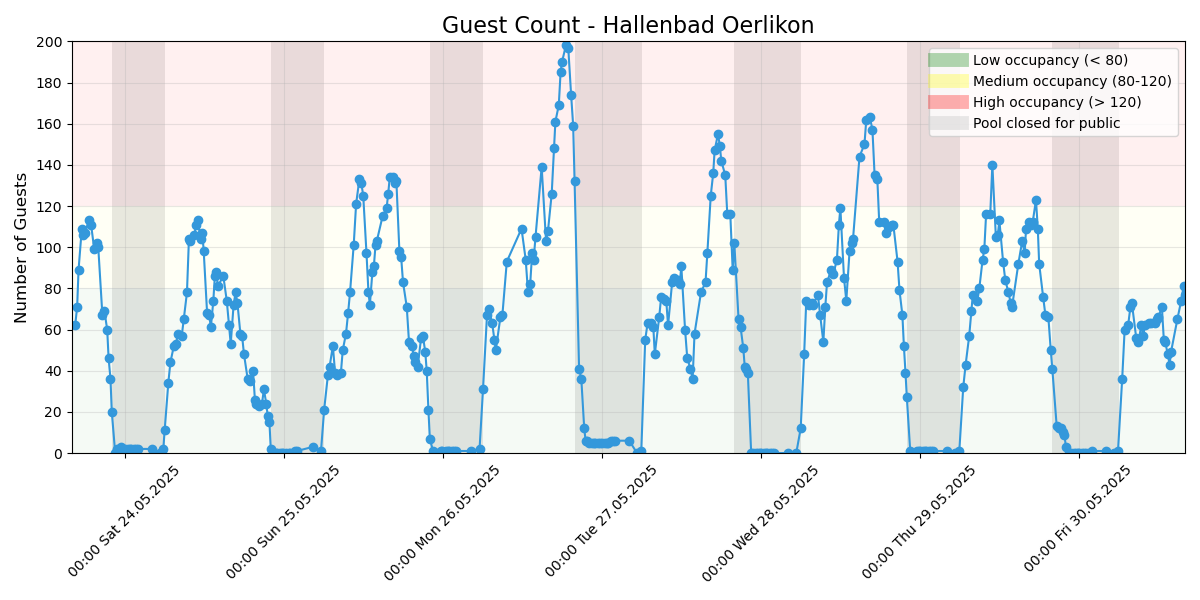 Guest Count - Hallenbad Oerlikon
Number of Guests
200
180
160
140
120
100
80
60
40
20
0
Low occupancy (< 80)
Medium occupancy (80-120)
High occupancy (> 120)
Pool closed for public
00:00 Sat 24.05.2025
00:00 Sun 25.05.2025
00:00 Mon 26.05.2025
00:00 Tue 27.05.2025
00:00 Wed 28.05.2025
00:00 Thu 29.05.2025
00:00 Fri 30.05.2025